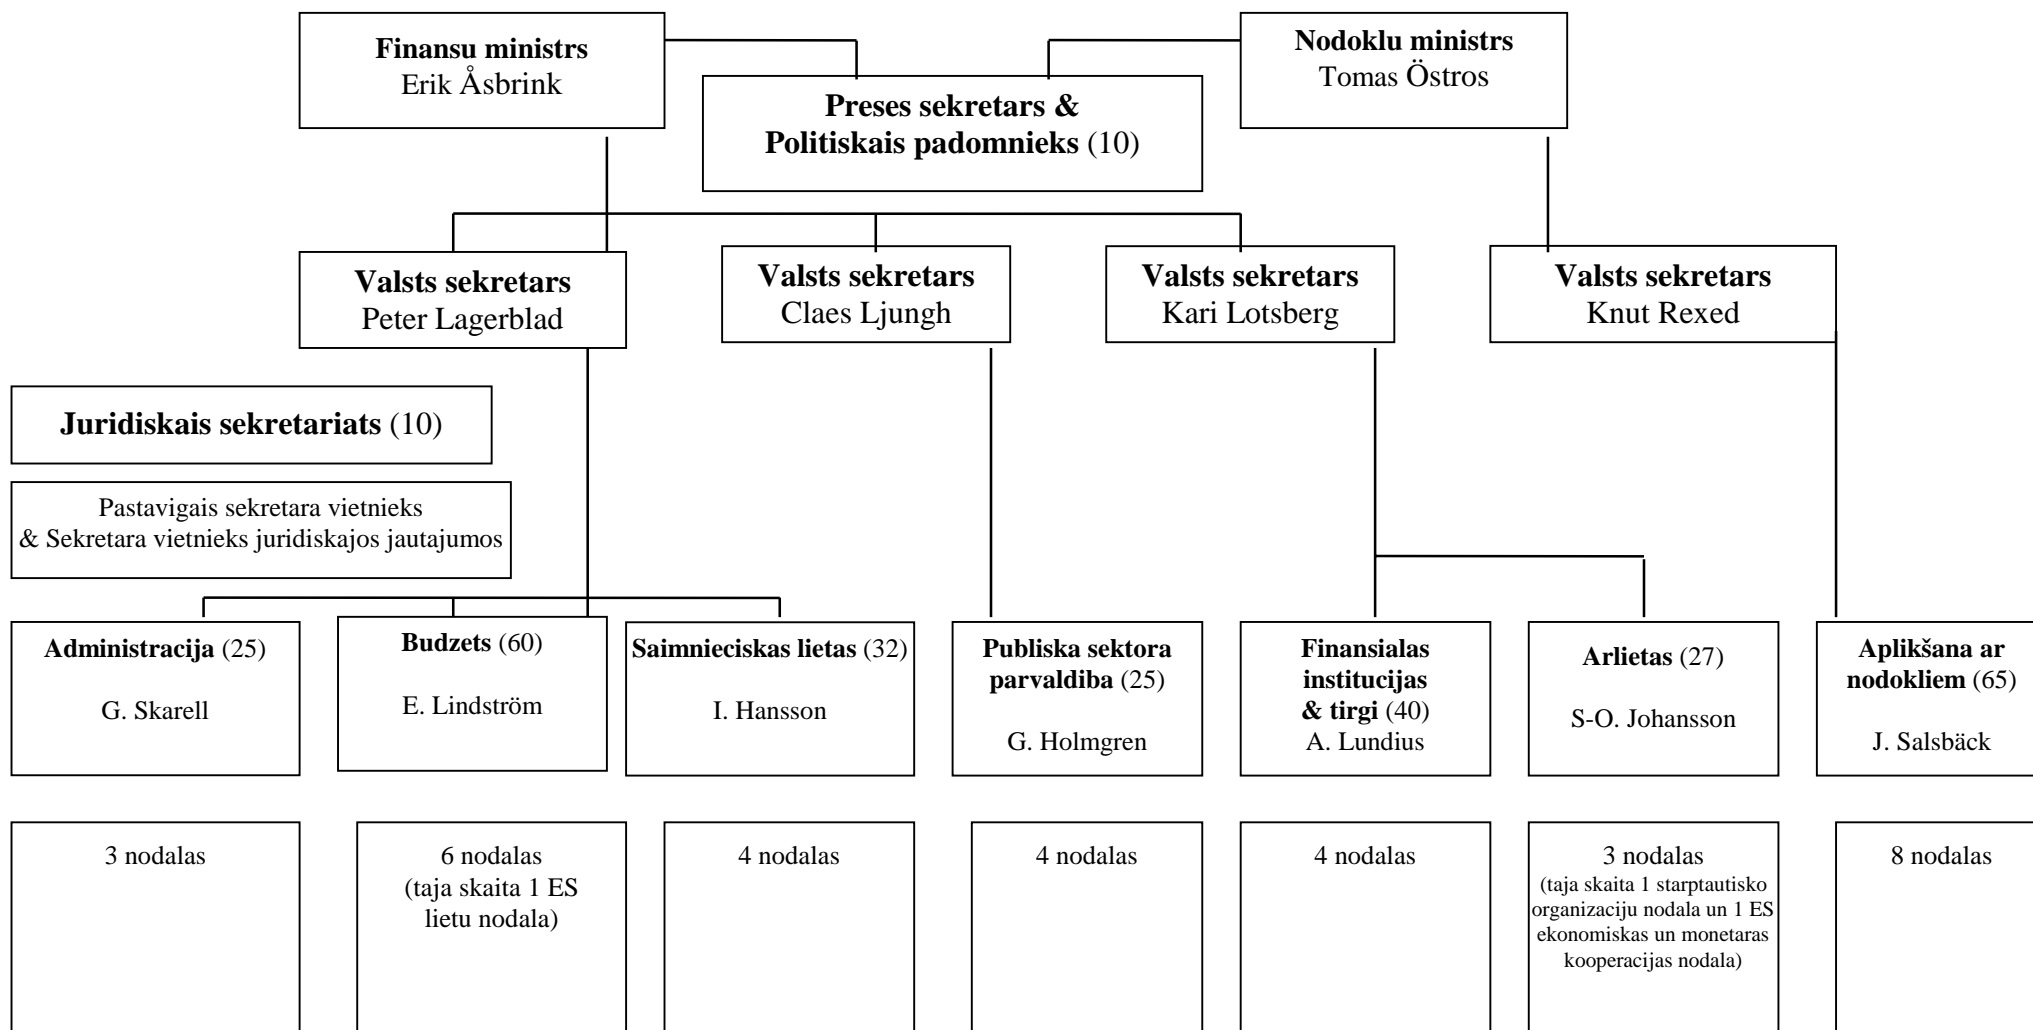 Finansu ministrs
Erik Åsbrink
Preses sekretars &
Politiskais padomnieks (10)
Nodoklu ministrs
Tomas Östros
Valsts sekretars
Peter Lagerblad
Valsts sekretars
Claes Ljungh
Valsts sekretars
Kari Lotsberg
Valsts sekretars
Knut Rexed
Juridiskais sekretariats (10)
Pastavigais sekretara vietnieks
& Sekretara vietnieks juridiskajos jautajumos
Administracija (25)
G. Skarell
Budzets (60)
E. Lindström
Saimnieciskas lietas (32)
I. Hansson
Publiska sektora
parvaldiba (25)
G. Holmgren
Finansialas
institucijas
& tirgi (40)
A. Lundius
Arlietas (27)
S-O. Johansson
Aplikšana ar
nodokliem (65)
J. Salsbäck
3 nodalas
6 nodalas
(taja skaita 1 ES
lietu nodala)
4 nodalas
4 nodalas
4 nodalas
3 nodalas
(taja skaita 1 starptautisko
organizaciju nodala un 1 ES
ekonomiskas un monetaras
kooperacijas nodala)
8 nodalas